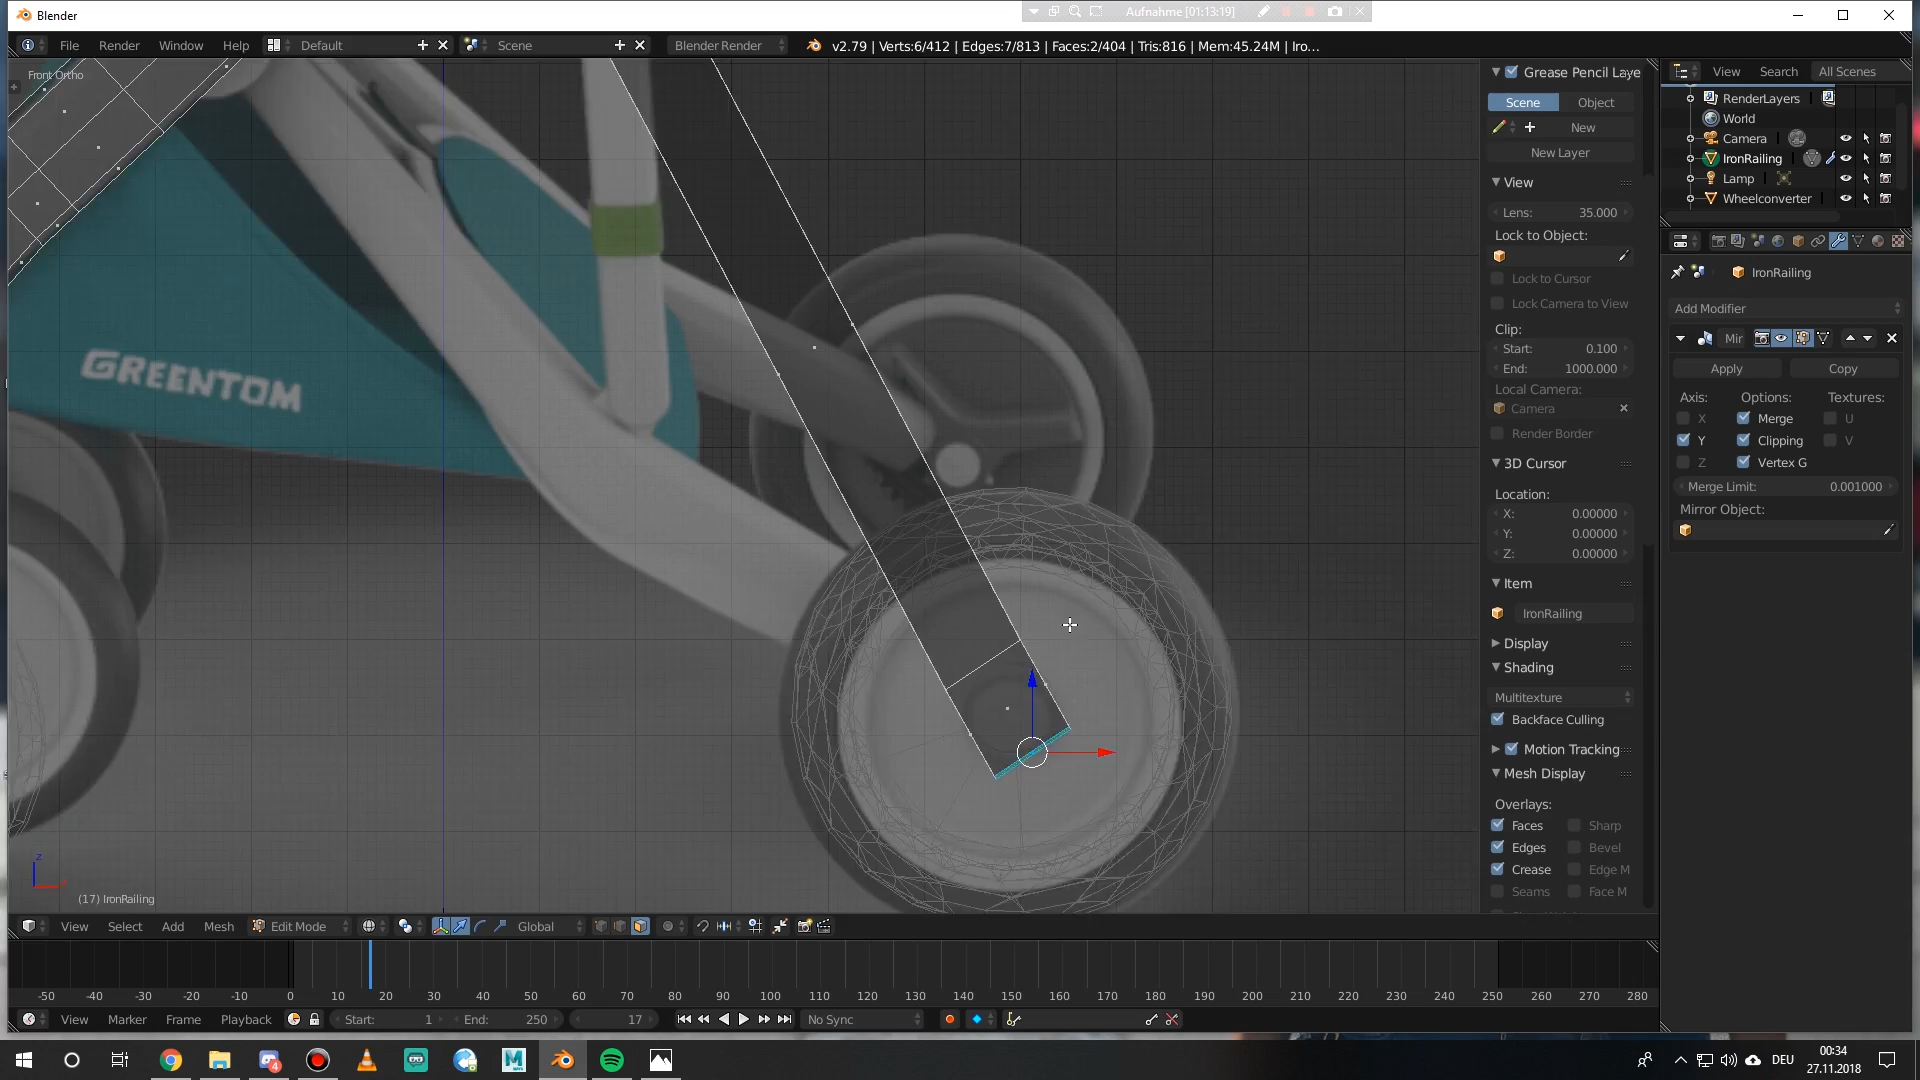 Blender
Aufnahme [01:13:19]
File Render Window Help Default Scene Blender Render v2.79 | Verts:6/412 | Edges:7/813 | Faces:2/404 | Tris:816 | Mem:45.24M | Iro...
Front Ortho
GREENTOM
z
(17) IronRailing
Grease Pencil Laye
Scene Object
New
New Layer
View
Lens: 35.000
Lock to Object:
Lock to Cursor
Lock Camera to View
Clip:
Start: 0.100
End: 1000.000
Local Camera:
Camera
Render Border
3D Cursor
Location:
X: 0.00000
Y: 0.00000
Z: 0.00000
Item
IronRailing
Display
Shading
Multitexture
Backface Culling
Motion Tracking
Mesh Display
Overlays:
Faces Sharp
Edges Bevel
Crease Edge M
Seams Face M
View Search All Scenes
RenderLayers
World
Camera
IronRailing
Lamp
Wheelconverter
IronRailing
Add Modifier
Mir
Apply Copy
Axis: Options: Textures:
X Merge U
Y Clipping V
Z Vertex G
Merge Limit: 0.001000
Mirror Object:
View Select Add Mesh Edit Mode Global
-50 -40 -30 -20 -10 0 10 20 30 40 50 60 70 80 90 100 110 120 130 140 150 160 170 180 190 200 210 220 230 240 250 260 270 280
View Marker Frame Playback Start: 1 End: 250 17 No Sync
4
DEU
00:34
27.11.2018